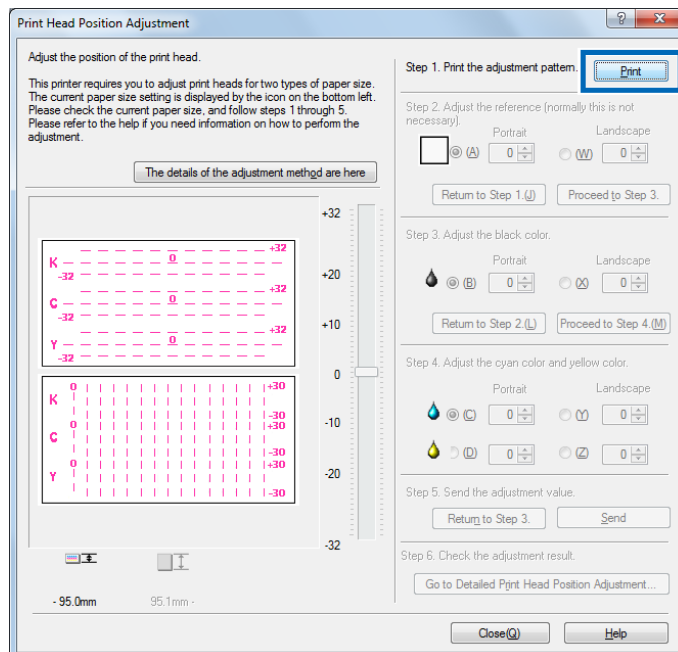 Print Head Position Adjustment
Adjust the position of the print head.
This printer requires you to adjust print heads for two types of paper size.
The current paper size setting is displayed by the icon on the bottom left.
Please check the current paper size, and follow steps 1 through 5.
Please refer to the help if you need information on how to perform the
adjustment.
The details of the adjustment method are here
+32
+20
+10
0
-10
-20
-32
+32
K 0
-32
+32
C 0
-32
+32
Y 0
-32
0 +30
K
-30
0 +30
C
-30
0 +30
Y
-30
- 95.0mm 95.1mm -
Step 1. Print the adjustment pattern. Print
Step 2. Adjust the reference (normally this is not
necessary).
Portrait Landscape
(A) 0 (W) 0
Return to Step 1.(J) Proceed to Step 3.
Step 3. Adjust the black color.
Portrait Landscape
(B) 0 (X) 0
Return to Step 2.(L) Proceed to Step 4.(M)
Step 4. Adjust the cyan color and yellow color.
Portrait Landscape
(C) 0 (Y) 0
(D) 0 (Z) 0
Step 5. Send the adjustment value.
Return to Step 3. Send
Step 6. Check the adjustment result.
Go to Detailed Print Head Position Adjustment...
Close(Q) Help